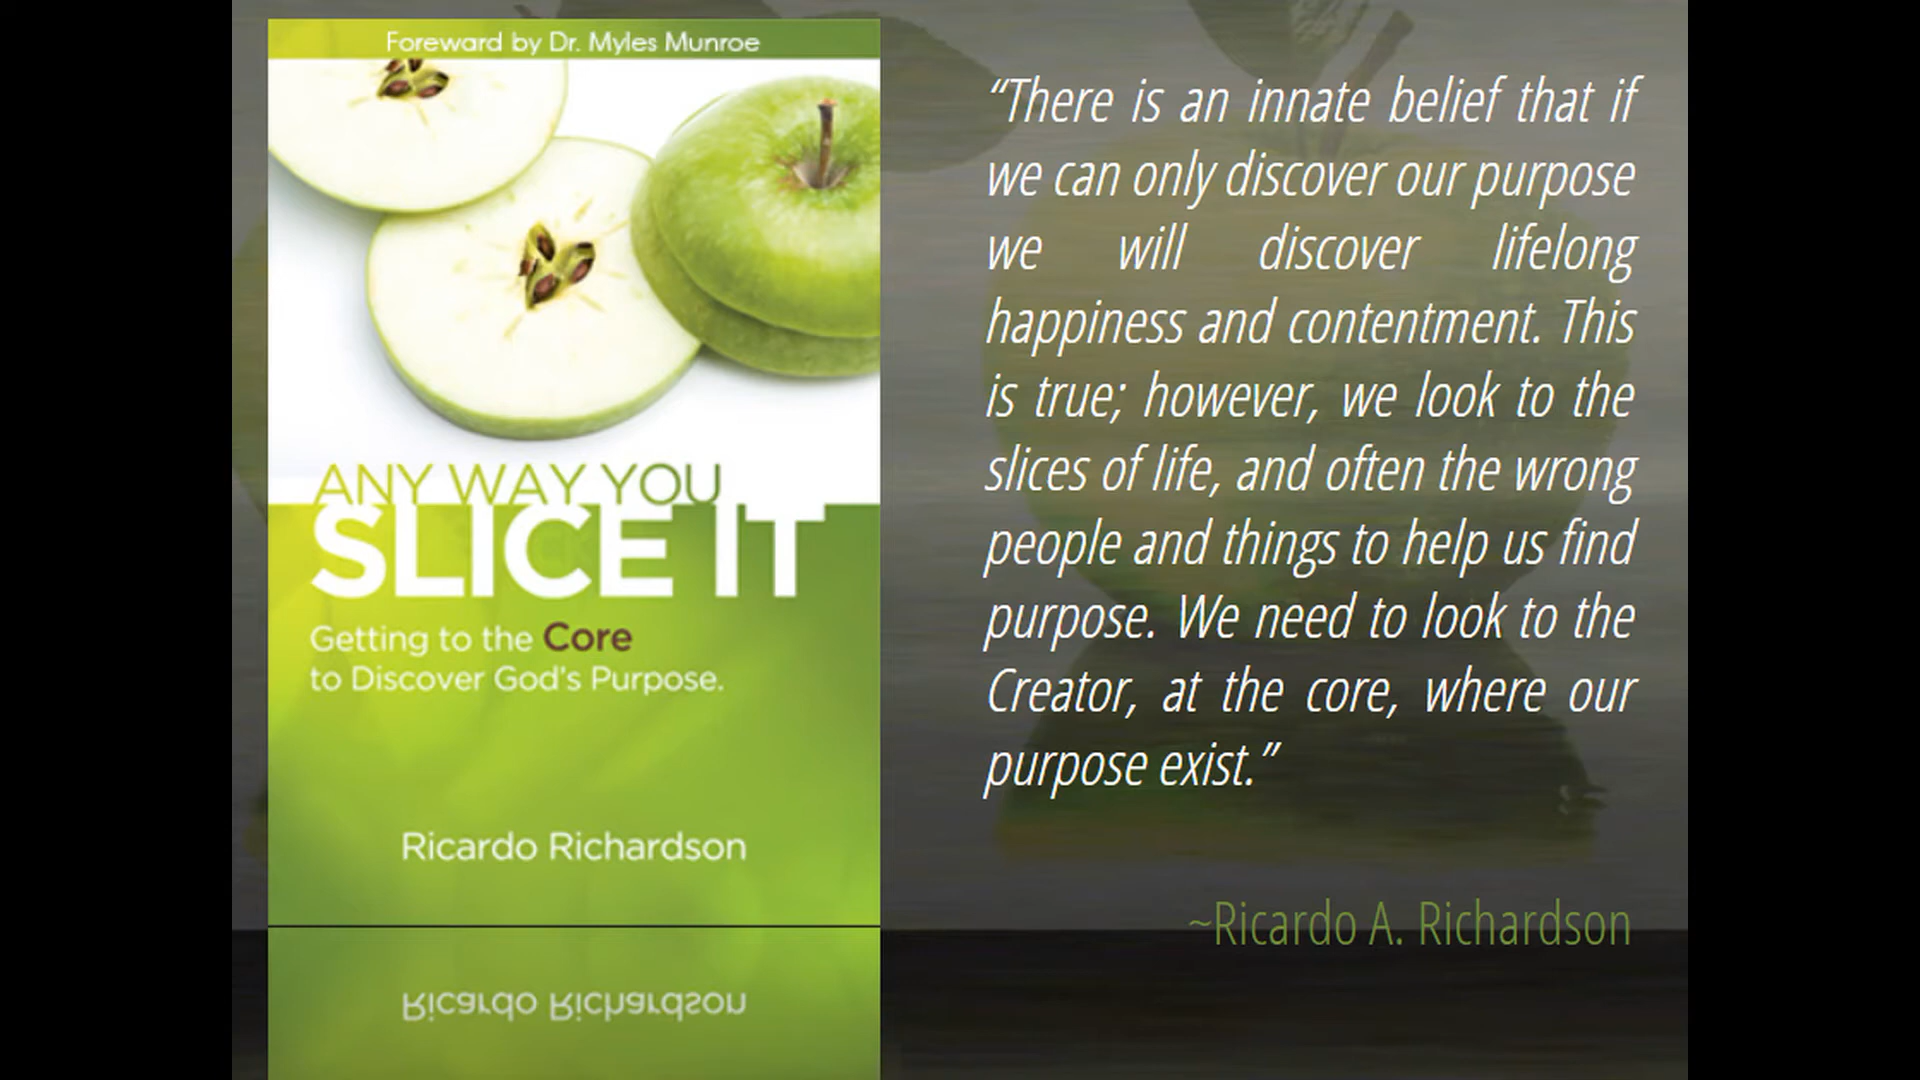 Foreward by Dr. Myles Munroe
ANY WAY YOU
SLICE IT
Getting to the Core
to Discover God's Purpose.
Ricardo Richardson
Ricardo Richardson
“There is an innate belief that if
we can only discover our purpose
we will discover lifelong
happiness and contentment. This
is true; however, we look to the
slices of life, and often the wrong
people and things to help us find
purpose. We need to look to the
Creator, at the core, where our
purpose exist.”
~Ricardo A. Richardson